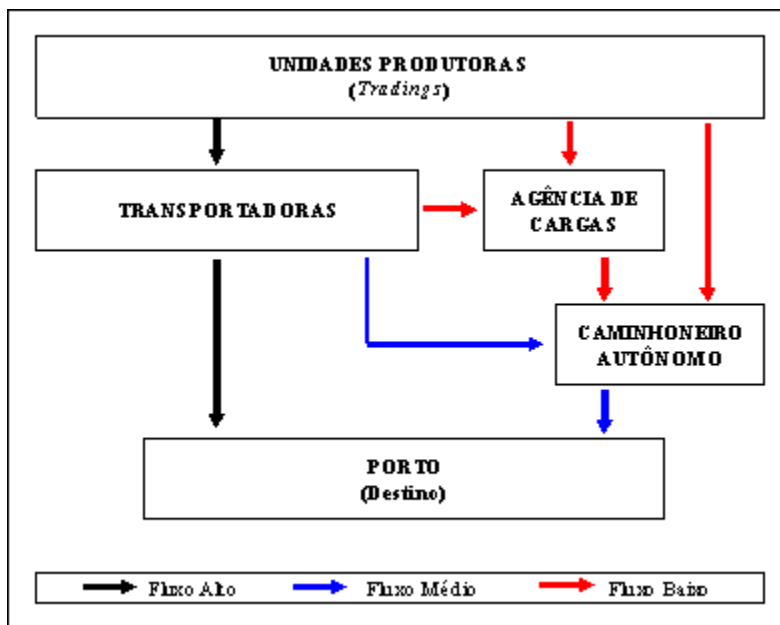 UNIDADES PRODUTORAS
(Tradings)
TRANSPORTADORAS
AGÊNCIA DE
CARGAS
CAMINHONEIRO
AUTÔNOMO
PORTO
(Destino)
Fluxo Alto
Fluxo Médio
Fluxo Baixo